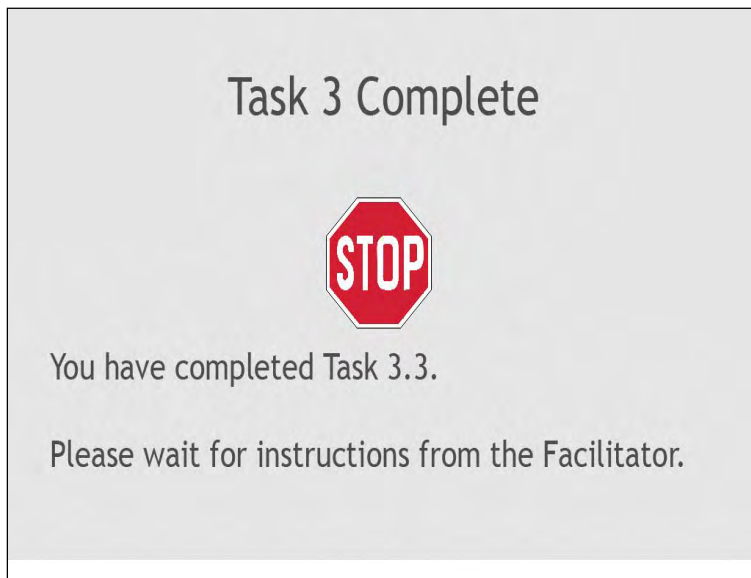 Task 3 Complete
STOP
You have completed Task 3.3.
Please wait for instructions from the Facilitator.